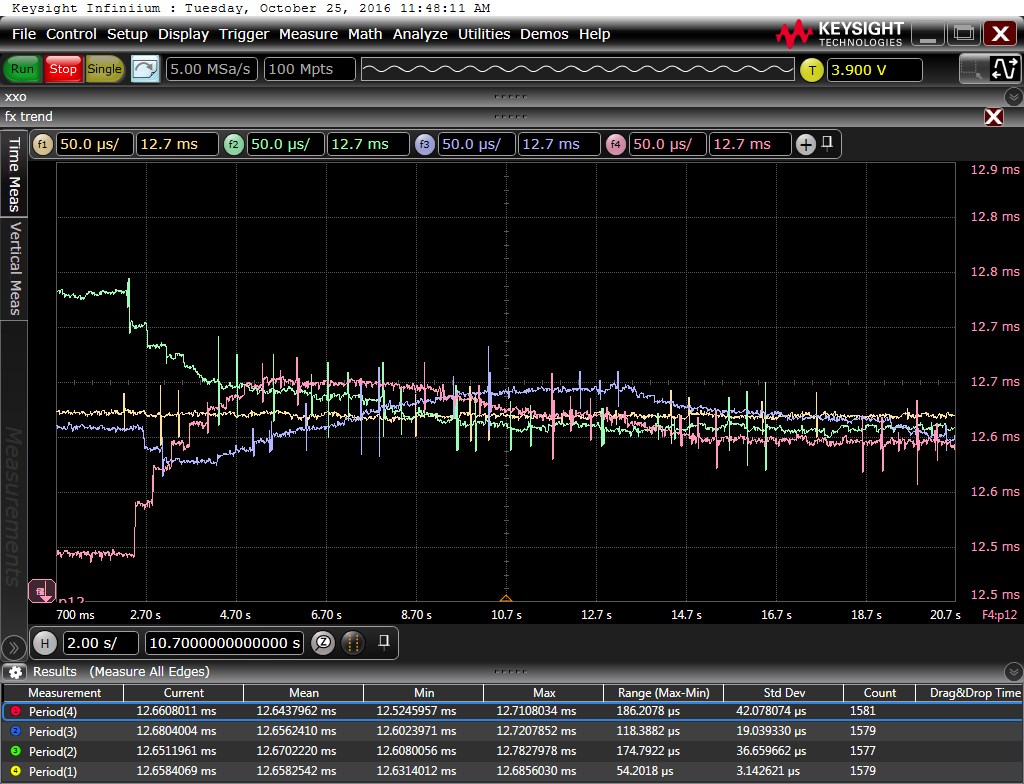 Keysight Infiniium : Tuesday, October 25, 2016 11:48:11 AM
File Control Setup Display Trigger Measure Math Analyze Utilities Demos Help
KEYSIGHT
TECHNOLOGIES
Run Stop Single 5.00 MSa/s 100 Mpts T 3.900 V
xxo
fx trend
f1 50.0 µs/ 12.7 ms f2 50.0 µs/ 12.7 ms f3 50.0 µs/ 12.7 ms f4 50.0 µs/ 12.7 ms +
Time Meas
Vertical Meas
Measurements
12.9 ms
12.8 ms
12.8 ms
12.7 ms
12.7 ms
12.6 ms
12.6 ms
12.5 ms
12.5 ms
p12
700 ms 2.70 s 4.70 s 6.70 s 8.70 s 10.7 s 12.7 s 14.7 s 16.7 s 18.7 s 20.7 s F4:p12
H 2.00 s/ 10.7000000000000 s Z
Results (Measure All Edges)
Measurement Current Mean Min Max Range (Max-Min) Std Dev Count Drag&Drop Time
Period(4) 12.6608011 ms 12.6437962 ms 12.5245957 ms 12.7108034 ms 186.2078 µs 42.078074 µs 1581
2 Period(3) 12.6804004 ms 12.6562410 ms 12.6023971 ms 12.7207852 ms 118.3882 µs 19.039330 µs 1579
3 Period(2) 12.6511961 ms 12.6702220 ms 12.6080056 ms 12.7827978 ms 174.7922 µs 36.659662 µs 1577
4 Period(1) 12.6584069 ms 12.6582542 ms 12.6314012 ms 12.6856030 ms 54.2018 µs 3.142621 µs 1579